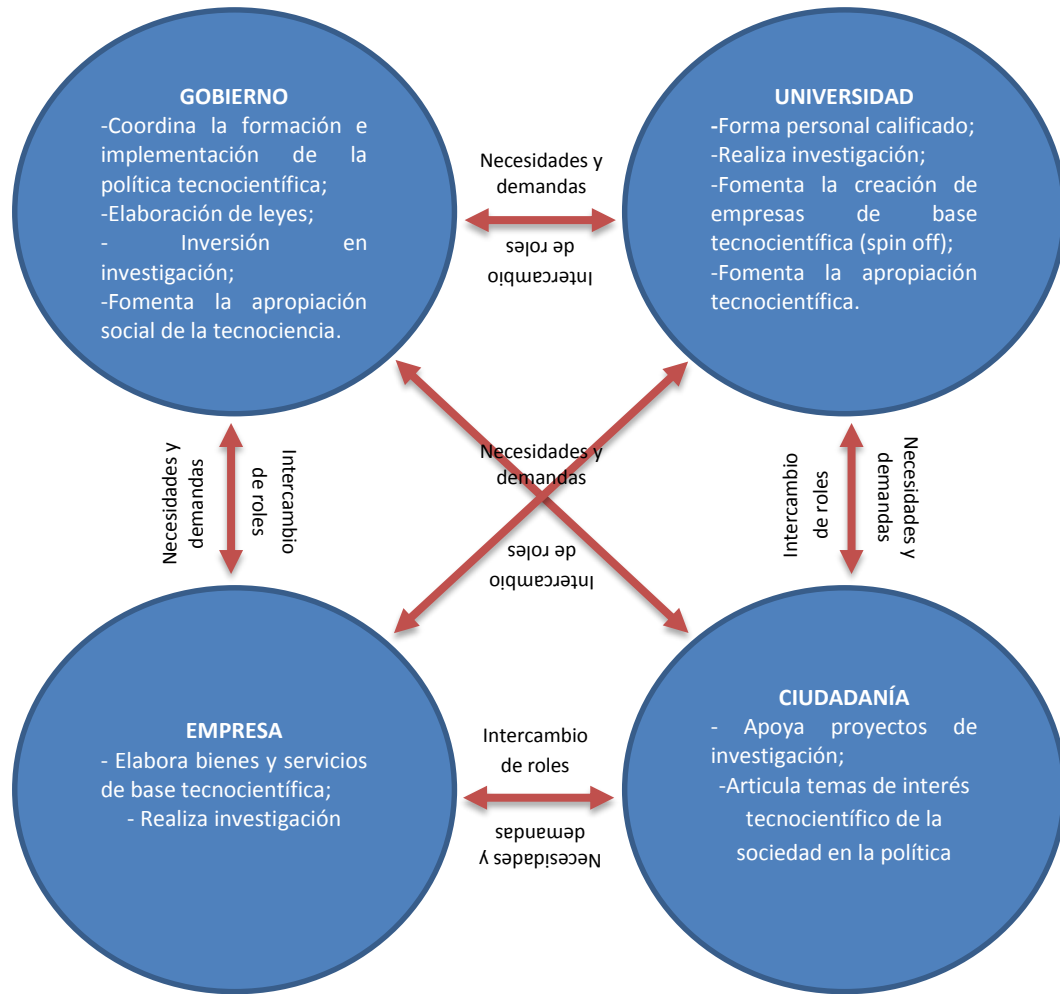 GOBIERNO
-Coordina la formación e
implementación de la
política tecnocientífica;
-Elaboración de leyes;
- Inversión en
investigación;
-Fomenta la apropiación
social de la tecnociencia.
Necesidades y
demandas
Intercambio
de roles
UNIVERSIDAD
-Forma personal calificado;
-Realiza investigación;
-Fomenta la creación de
empresas de base
tecnocientífica (spin off);
-Fomenta la apropiación
tecnocientífica.
Necesidades y
demandas
Intercambio
de roles
Necesidades y
demandas
Intercambio
de roles
Intercambio
de roles
Necesidades y
demandas
EMPRESA
- Elabora bienes y servicios
de base tecnocientífica;
- Realiza investigación
Intercambio
de roles
Necesidades y
demandas
CIUDADANÍA
- Apoya proyectos de
investigación;
-Articula temas de interés
tecnocientífico de la
sociedad en la política